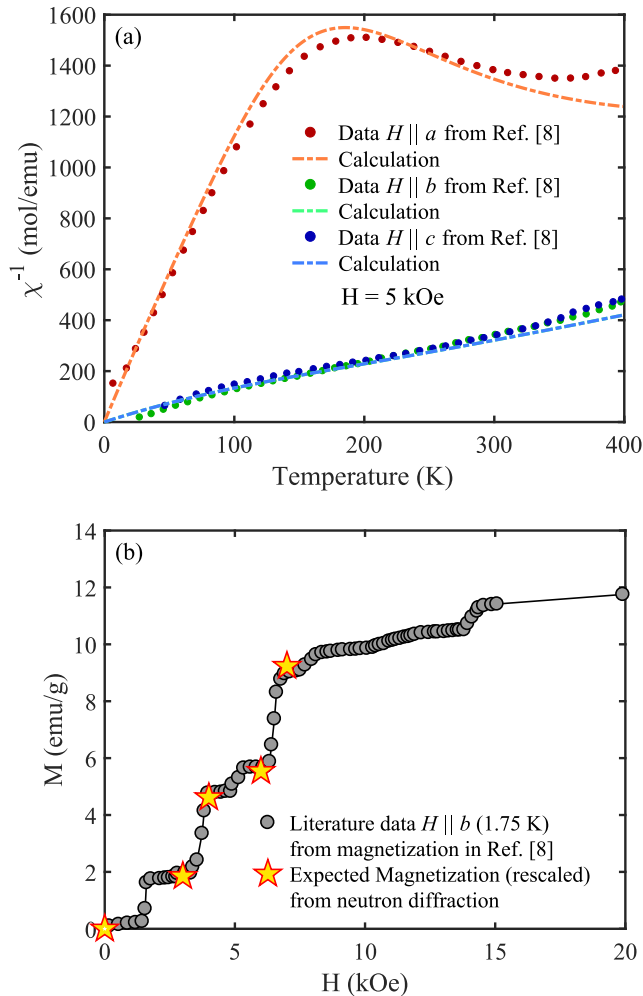 1600
(a)
1400
1200
1000
800
600
400
200
0
χ⁻¹ (mol/emu)
Data H || a from Ref. [8]
Calculation
Data H || b from Ref. [8]
Calculation
Data H || c from Ref. [8]
Calculation
H = 5 kOe
0 100 200 300 400
Temperature (K)
14
(b)
12
10
8
6
4
2
0
M (emu/g)
Literature data H || b (1.75 K)
from magnetization in Ref. [8]
Expected Magnetization (rescaled)
from neutron diffraction
0 5 10 15 20
H (kOe)